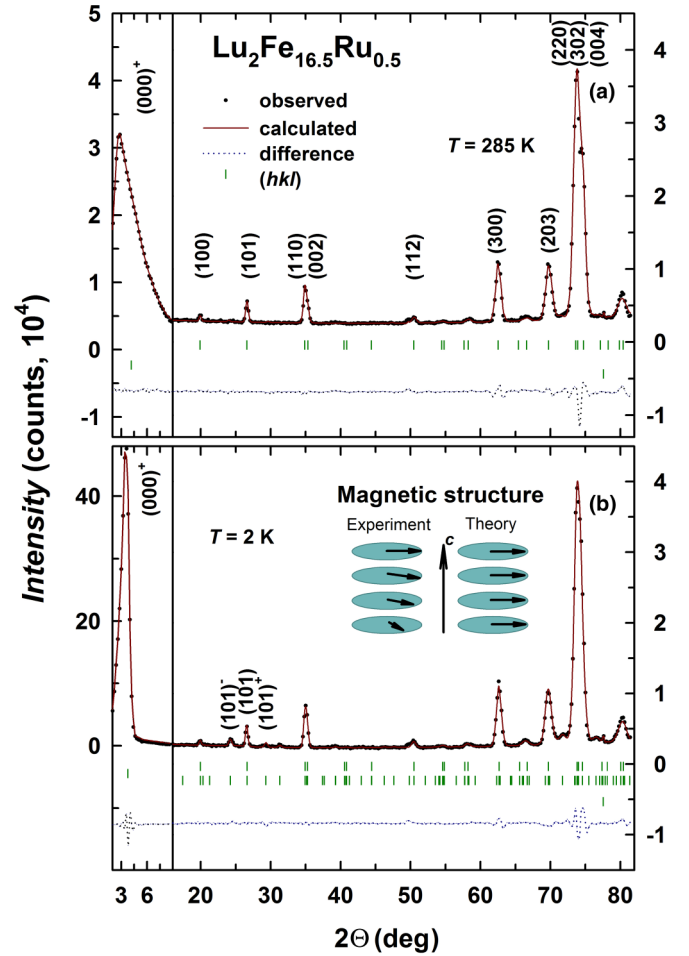 Lu2Fe16.5Ru0.5
observed
calculated
difference
(hkl)
T = 285 K
(a)
(000)+
(100)
(101)
(110)
(002)
(112)
(300)
(203)
(220)
(302)
(004)
5
4
3
2
1
0
-1
4
3
2
1
0
-1
Intensity (counts, 10^4)
(b)
Magnetic structure
Experiment
Theory
c
T = 2 K
(000)+
(101)-
(101)
(101)+
40
20
0
4
3
2
1
0
-1
3 6 20 30 40 50 60 70 80
2Θ (deg)